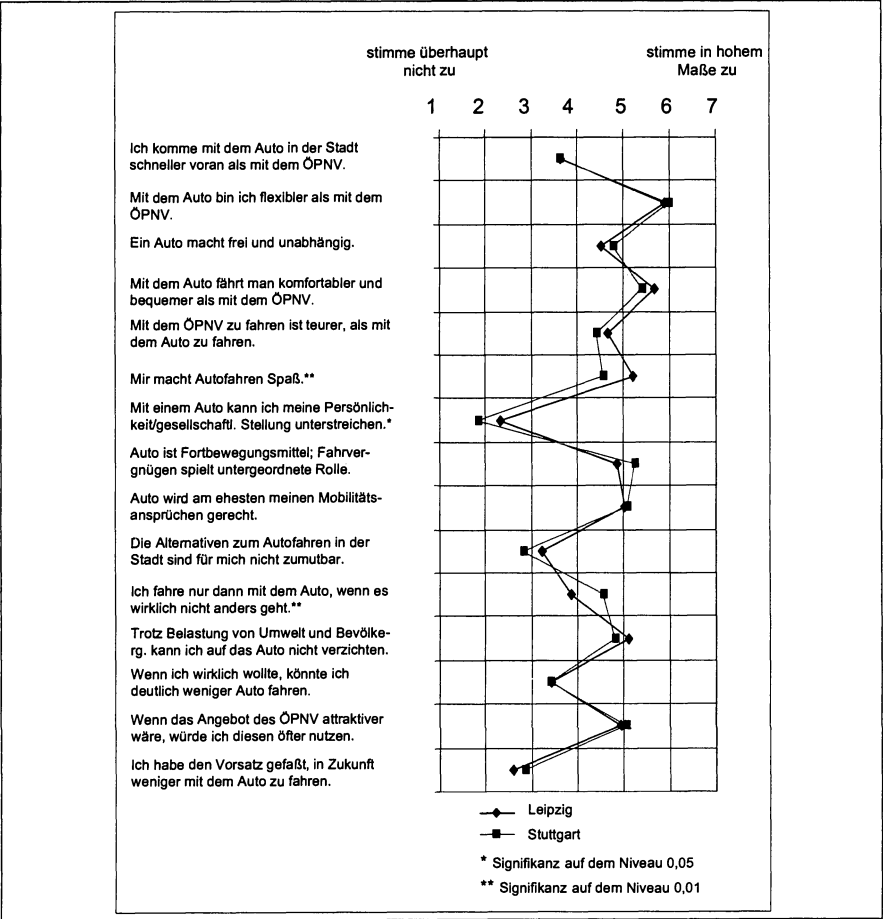 stimme überhaupt
nicht zu
stimme in hohem
Maße zu
1 2 3 4 5 6 7
Ich komme mit dem Auto in der Stadt
schneller voran als mit dem ÖPNV.
Mit dem Auto bin ich flexibler als mit dem
ÖPNV.
Ein Auto macht frei und unabhängig.
Mit dem Auto fährt man komfortabler und
bequemer als mit dem ÖPNV.
Mit dem ÖPNV zu fahren ist teurer, als mit
dem Auto zu fahren.
Mir macht Autofahren Spaß.**
Mit einem Auto kann ich meine Persönlich-
keit/gesellschaftl. Stellung unterstreichen.*
Auto ist Fortbewegungsmittel; Fahrver-
gnügen spielt untergeordnete Rolle.
Auto wird am ehesten meinen Mobilitäts-
ansprüchen gerecht.
Die Alternativen zum Autofahren in der
Stadt sind für mich nicht zumutbar.
Ich fahre nur dann mit dem Auto, wenn es
wirklich nicht anders geht.**
Trotz Belastung von Umwelt und Bevölke-
rg. kann ich auf das Auto nicht verzichten.
Wenn ich wirklich wollte, könnte ich
deutlich weniger Auto fahren.
Wenn das Angebot des ÖPNV attraktiver
wäre, würde ich diesen öfter nutzen.
Ich habe den Vorsatz gefaßt, in Zukunft
weniger mit dem Auto zu fahren.
Leipzig
Stuttgart
* Signifikanz auf dem Niveau 0,05
** Signifikanz auf dem Niveau 0,01